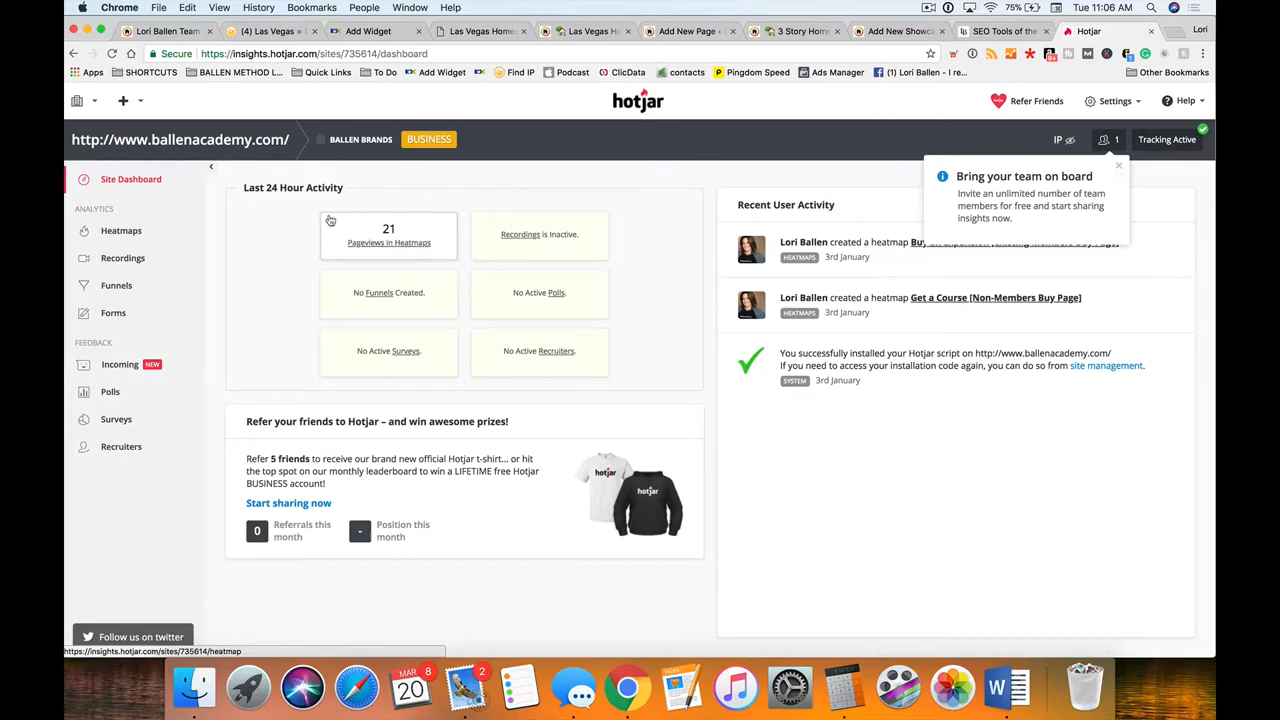 Chrome File Edit View History Bookmarks People Window Help 75% Tue 11:06 AM
Lori Ballen Team (4) Las Vegas » Add Widget Las Vegas Hom Las Vegas Ho Add New Page 3 Story Home Add New Showca SEO Tools of the Hotjar Lori
Secure https://insights.hotjar.com/sites/735614/dashboard
Apps SHORTCUTS BALLEN METHOD L... Quick Links To Do Add Widget Find IP Podcast ClicData contacts Pingdom Speed Ads Manager (1) Lori Ballen - I re... Other Bookmarks
hotjar Refer Friends Settings ? Help
http://www.ballenacademy.com/ BALLEN BRANDS BUSINESS IP 1 Tracking Active
Bring your team on board
Invite an unlimited number of team
members for free and start sharing
insights now.
Site Dashboard
ANALYTICS
Heatmaps
Recordings
Funnels
Forms
FEEDBACK
Incoming NEW
Polls
Surveys
Recruiters
Last 24 Hour Activity
21
Pageviews in Heatmaps
Recordings is Inactive.
No Funnels Created.
No Active Polls.
No Active Surveys.
No Active Recruiters.
Refer your friends to Hotjar – and win awesome prizes!
Refer 5 friends to receive our brand new official Hotjar t-shirt... or hit
the top spot on our monthly leaderboard to win a LIFETIME free Hotjar
BUSINESS account!
Start sharing now
0 Referrals this
month
- Position this
month
hotjar
hotjar
Recent User Activity
Lori Ballen created a heatmap
HEATMAPS 3rd January
Lori Ballen created a heatmap Get a Course [Non-Members Buy Page]
HEATMAPS 3rd January
You successfully installed your Hotjar script on http://www.ballenacademy.com/
If you need to access your installation code again, you can do so from site management.
SYSTEM 3rd January
Follow us on twitter
https://insights.hotjar.com/sites/735614/heatmap
MAR
20
8
2
W